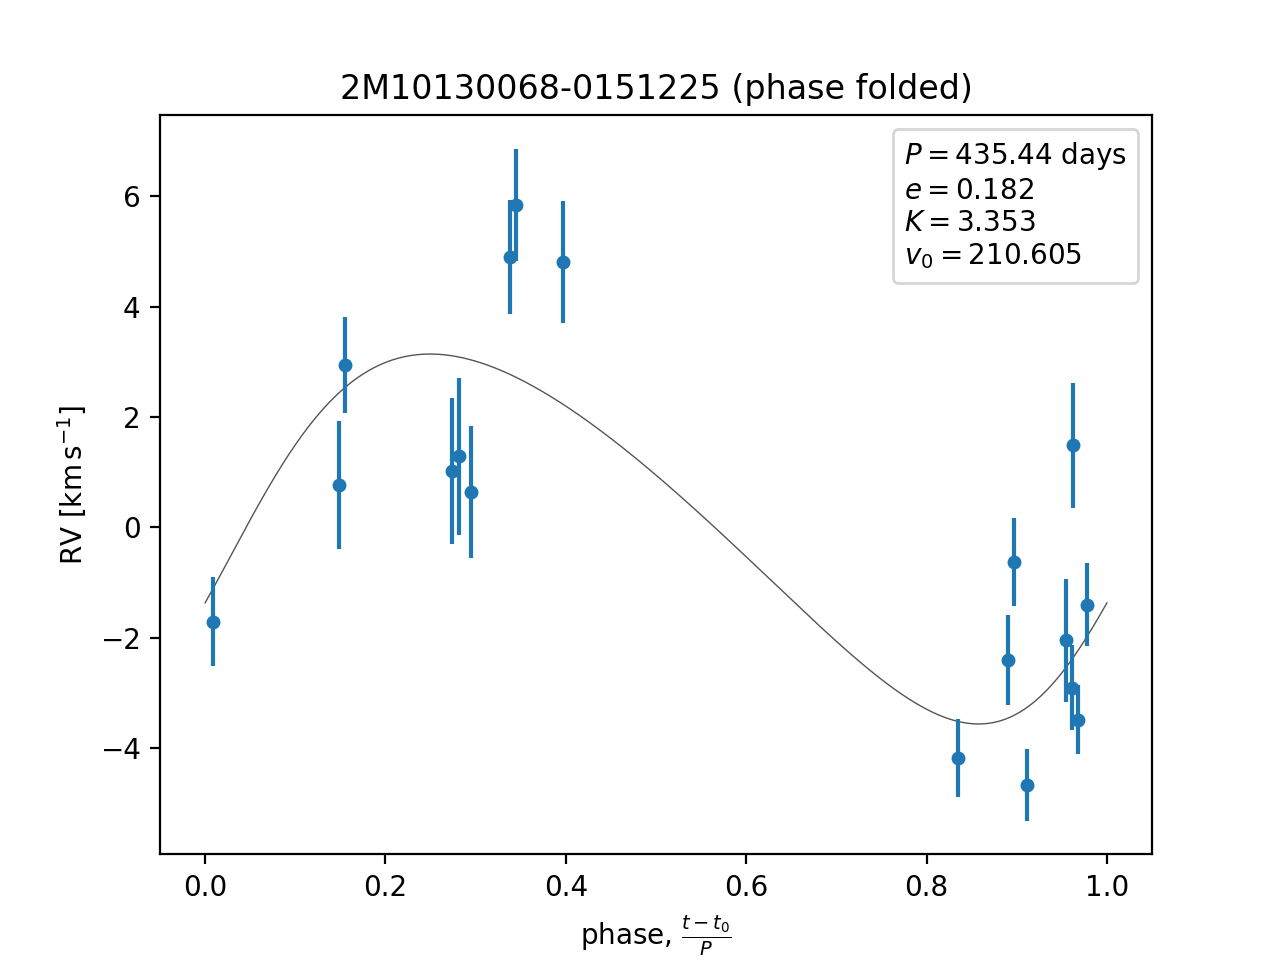 2M10130068-0151225 (phase folded)
P = 435.44 days
e = 0.182
K = 3.353
v₀ = 210.605
RV [km s⁻¹]
6
4
2
0
−2
−4
0.0 0.2 0.4 0.6 0.8 1.0
phase, (t − t₀)/P